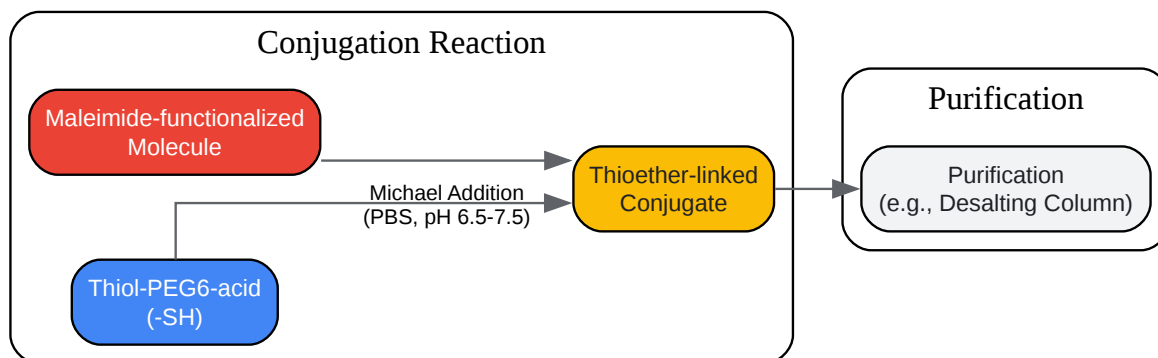 Conjugation Reaction
Maleimide-functionalized
Molecule
Michael Addition
(PBS, pH 6.5-7.5)
Thiol-PEG6-acid
(-SH)
Thioether-linked
Conjugate
Purification
Purification
(e.g., Desalting Column)